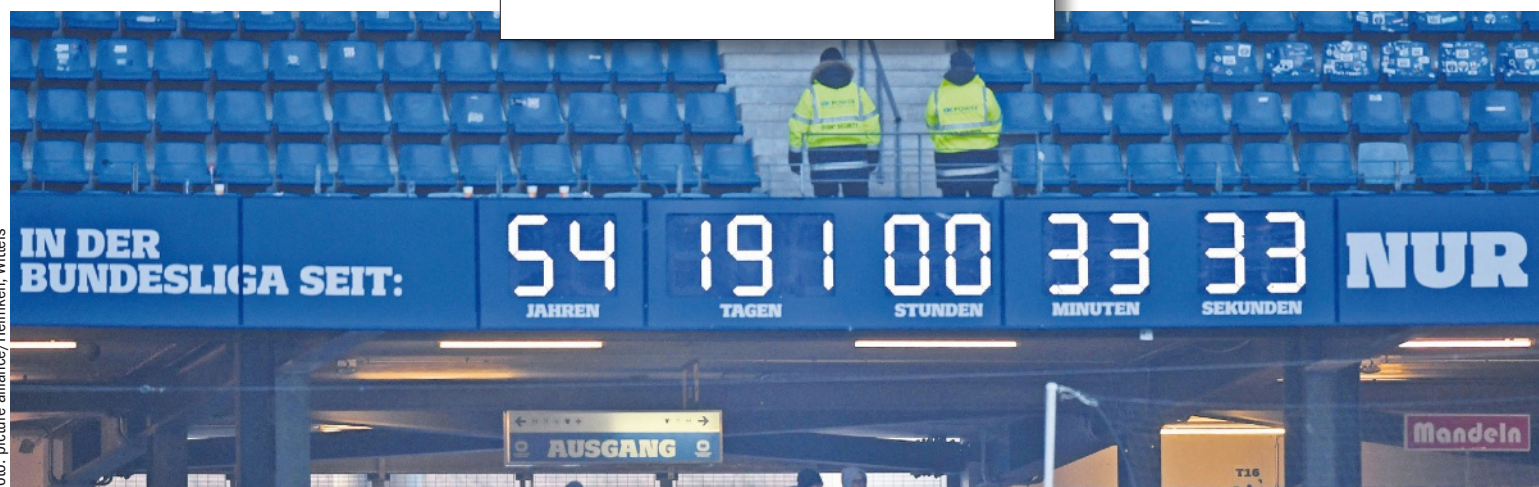 IN DER
BUNDESLIGA SEIT:
54
JAHREN
191
TAGEN
00
STUNDEN
33
MINUTEN
33
SEKUNDEN
NUR
AUSGANG
Mandeln
T16